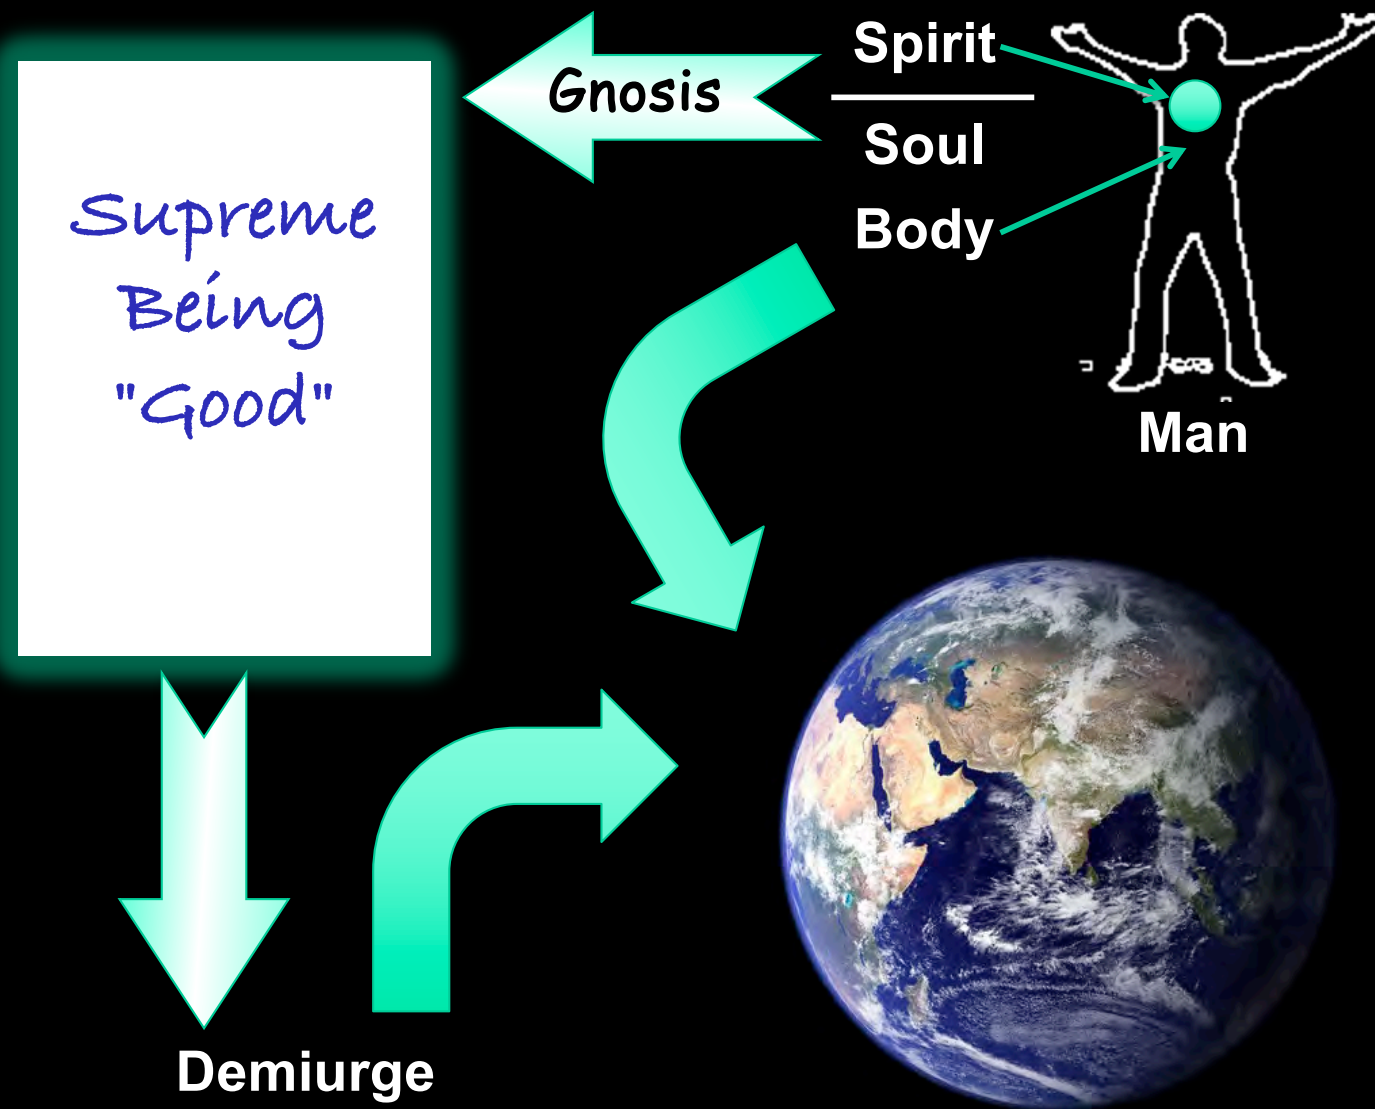 Supreme
Being
"Good"
Gnosis
Spirit
Soul
Body
Man
Demiurge